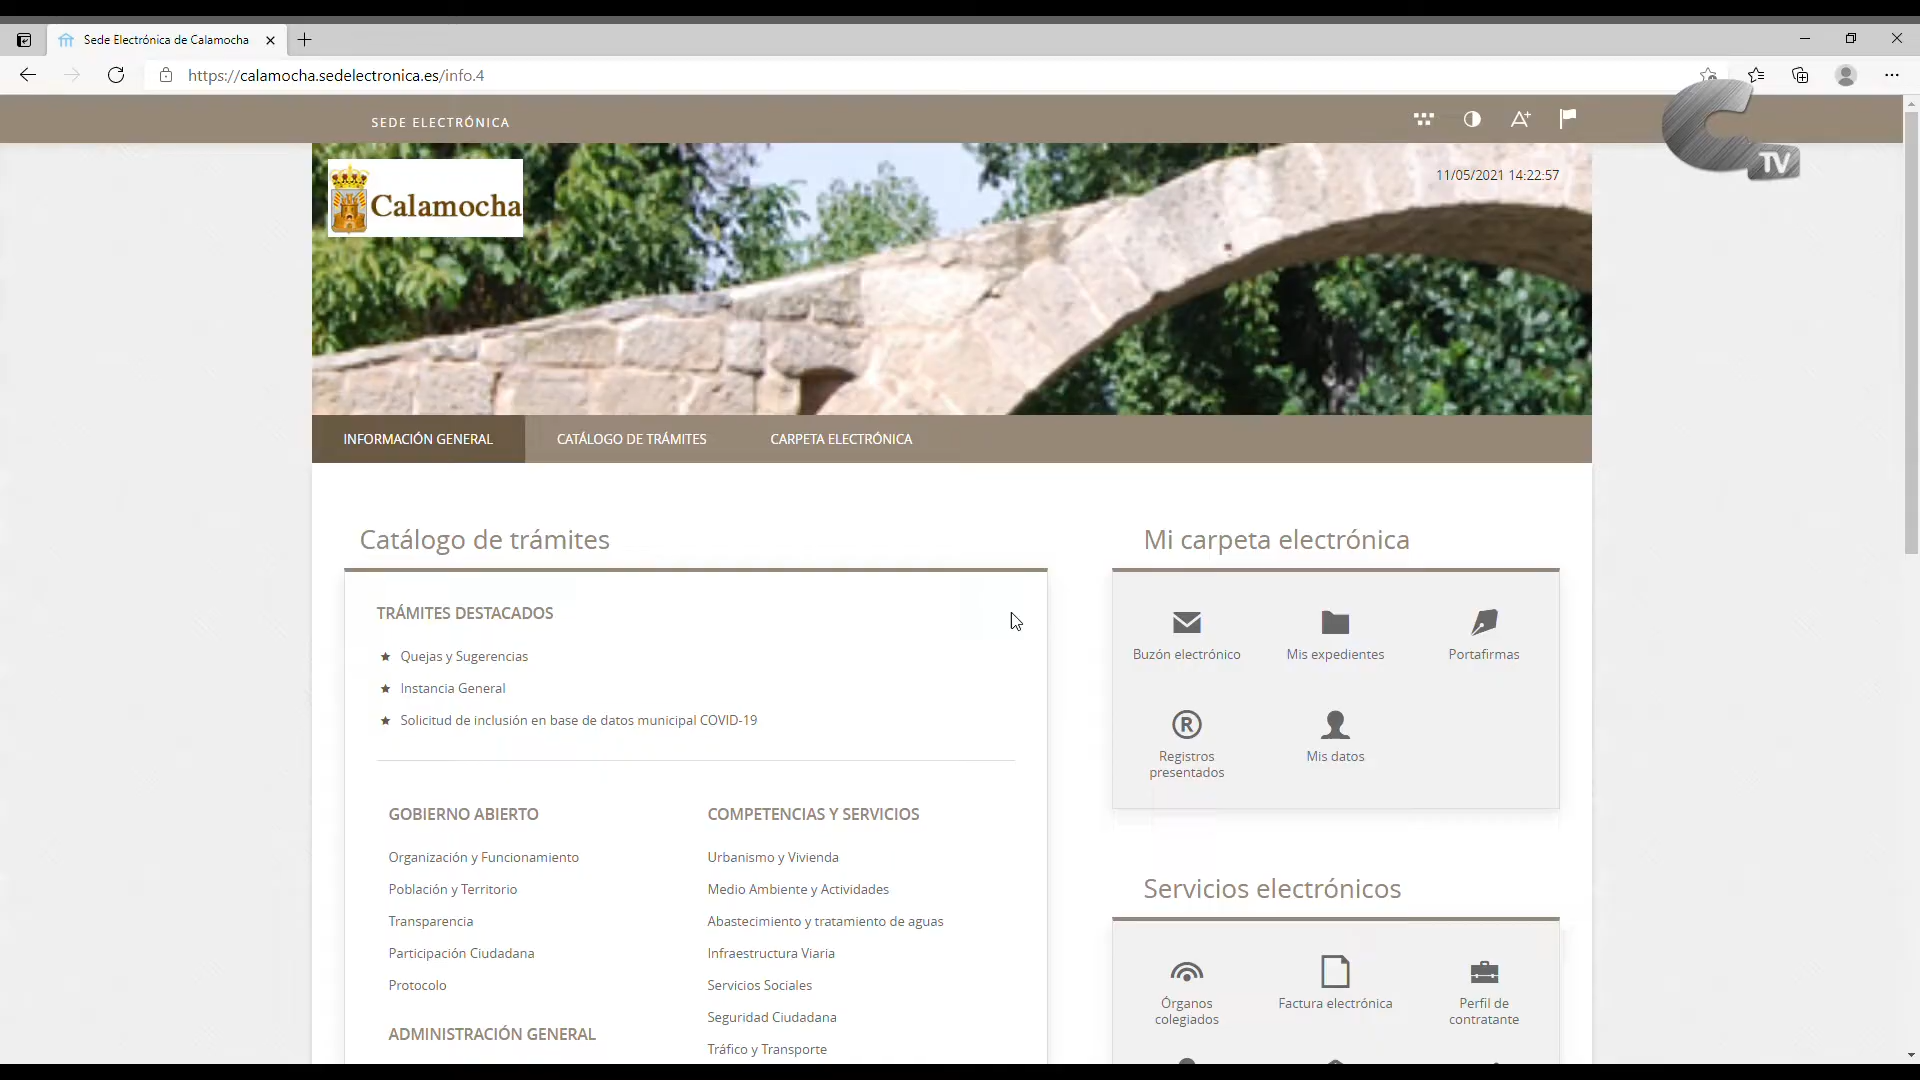 Sede Electrónica de Calamocha
https://calamocha.sedelectronica.es/info.4
SEDE ELECTRÓNICA
TV
Calamocha
11/05/2021 14:22:57
INFORMACIÓN GENERAL
CATÁLOGO DE TRÁMITES
CARPETA ELECTRÓNICA
Catálogo de trámites
TRÁMITES DESTACADOS
Quejas y Sugerencias
Instancia General
Solicitud de inclusión en base de datos municipal COVID-19
GOBIERNO ABIERTO
Organización y Funcionamiento
Población y Territorio
Transparencia
Participación Ciudadana
Protocolo
ADMINISTRACIÓN GENERAL
COMPETENCIAS Y SERVICIOS
Urbanismo y Vivienda
Medio Ambiente y Actividades
Abastecimiento y tratamiento de aguas
Infraestructura Viaria
Servicios Sociales
Seguridad Ciudadana
Tráfico y Transporte
Mi carpeta electrónica
Buzón electrónico
Mis expedientes
Portafirmas
Registros
presentados
Mis datos
Servicios electrónicos
Órganos
colegiados
Factura electrónica
Perfil de
contratante